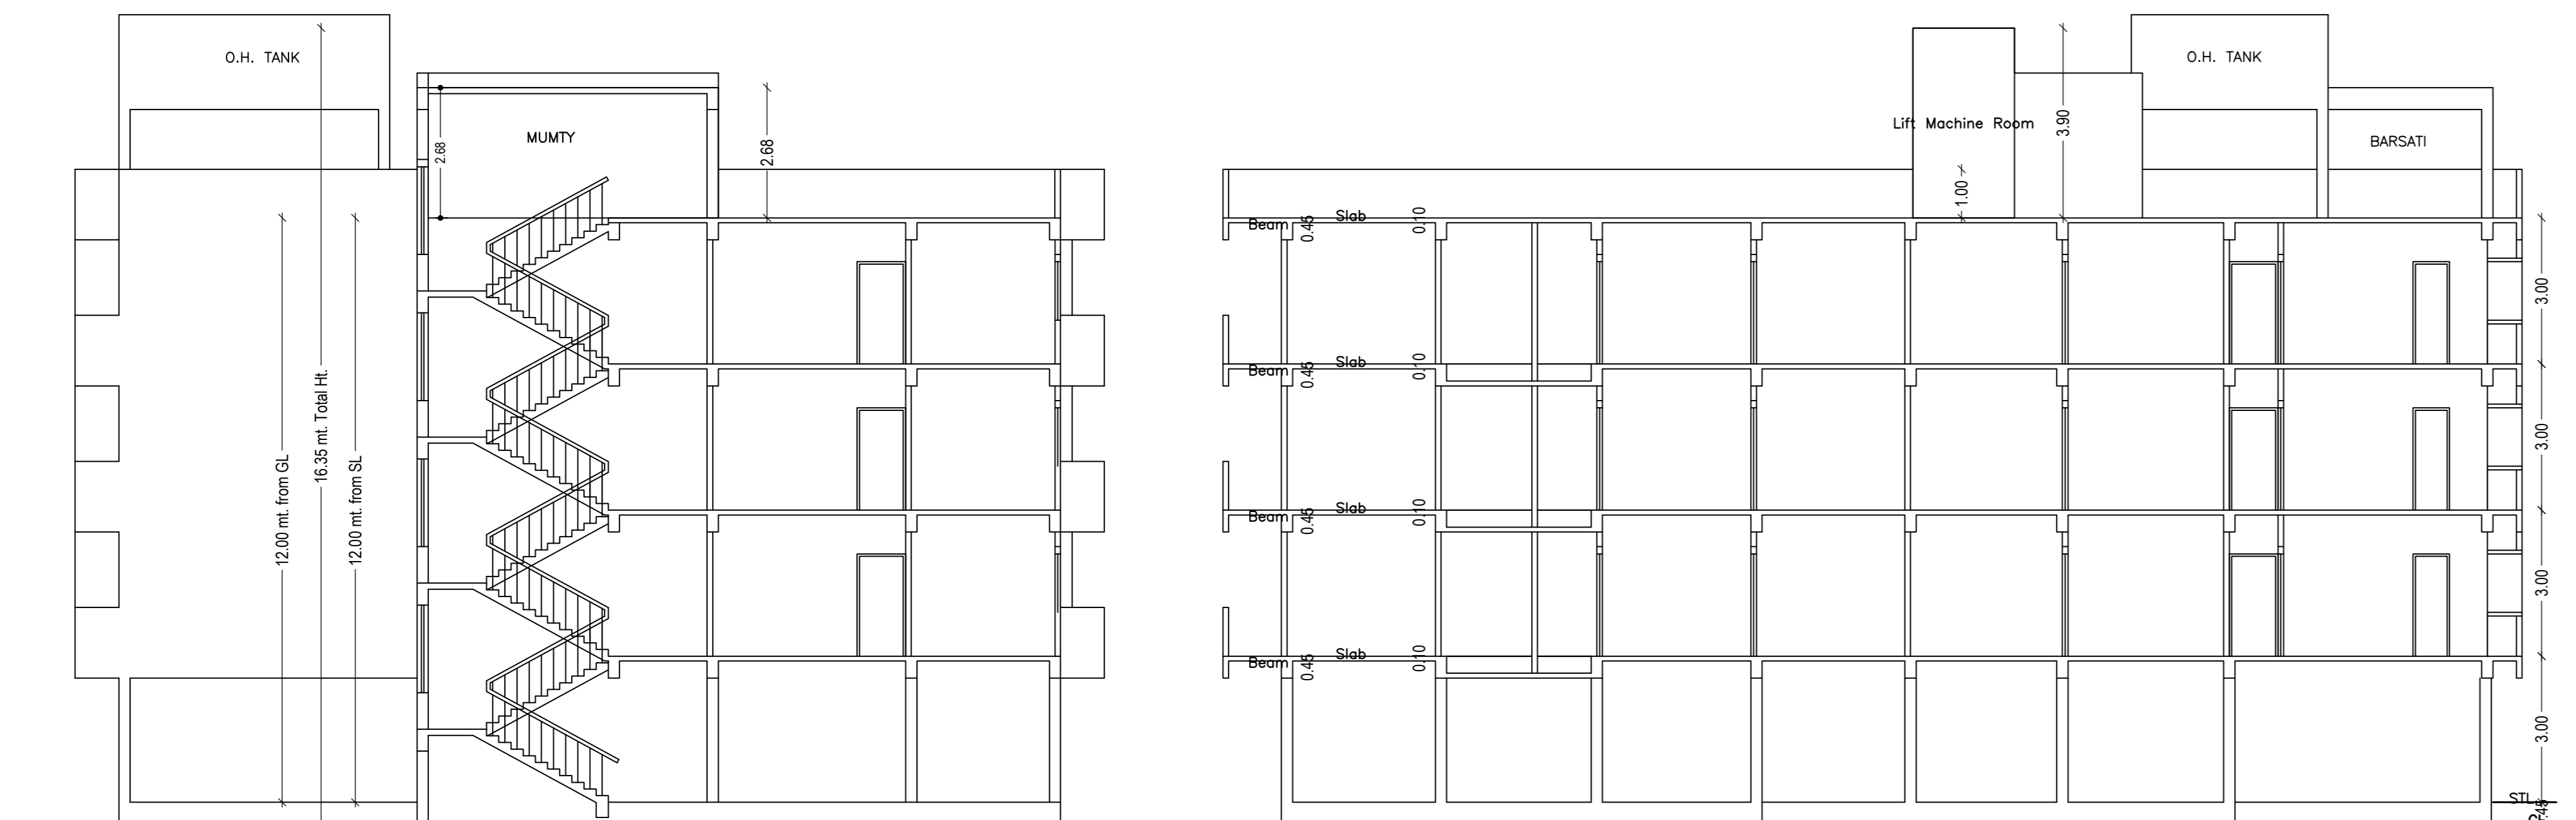 O.H. TANK
MUMTY
2.68
2.68
12.00 mt. from GL
16.35 mt. Total Ht.
12.00 mt. from SL
O.H. TANK
Lift Machine Room
3.90
BARSATI
1.00
Beam
0.45
Slab
0.10
3.00
Beam
0.45
Slab
0.10
3.00
Beam
0.45
Slab
0.10
3.00
Beam
0.45
Slab
0.10
3.00
STL